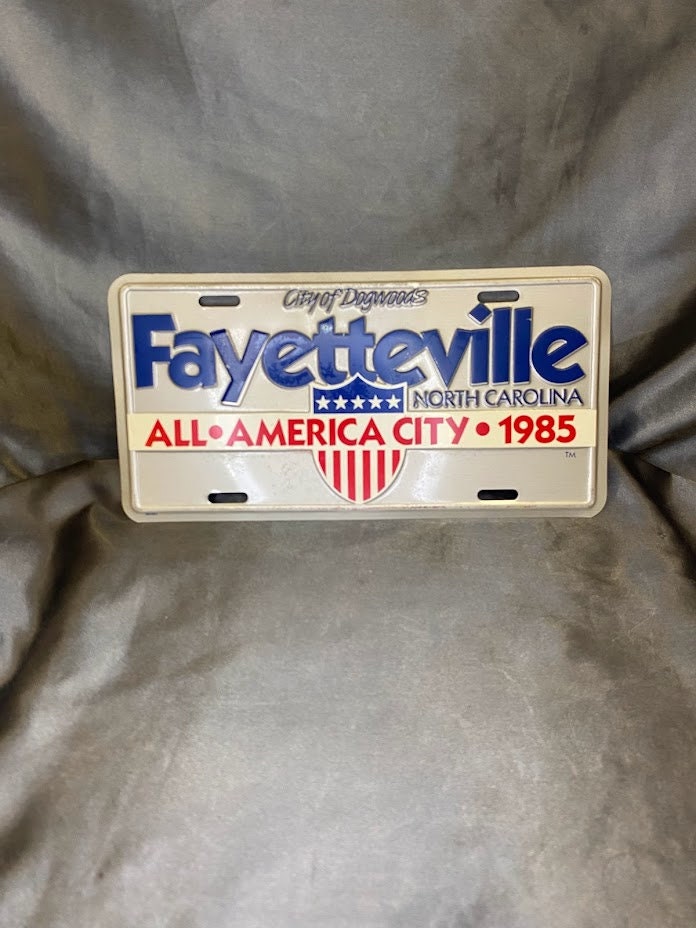 City of Dogwoods
Fayetteville
NORTH CAROLINA
ALL•AMERICA CITY•1985
TM